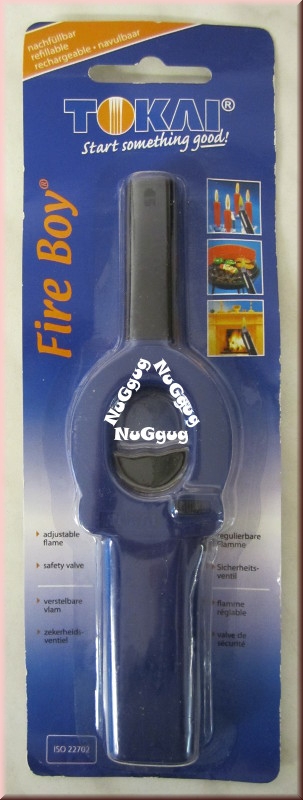 nachfüllbar
refillable
rechargeable • navulbaar
TOKAI®
Start something good!
Fire Boy®
NuGgug
NuGgug
NuGgug
NuGgug
adjustable
flame
safety valve
verstelbare
vlam
zekerheids-
ventiel
regulierbare
Flamme
Sicherheits-
ventil
flamme
réglable
valve de
sécurité
ISO 22702